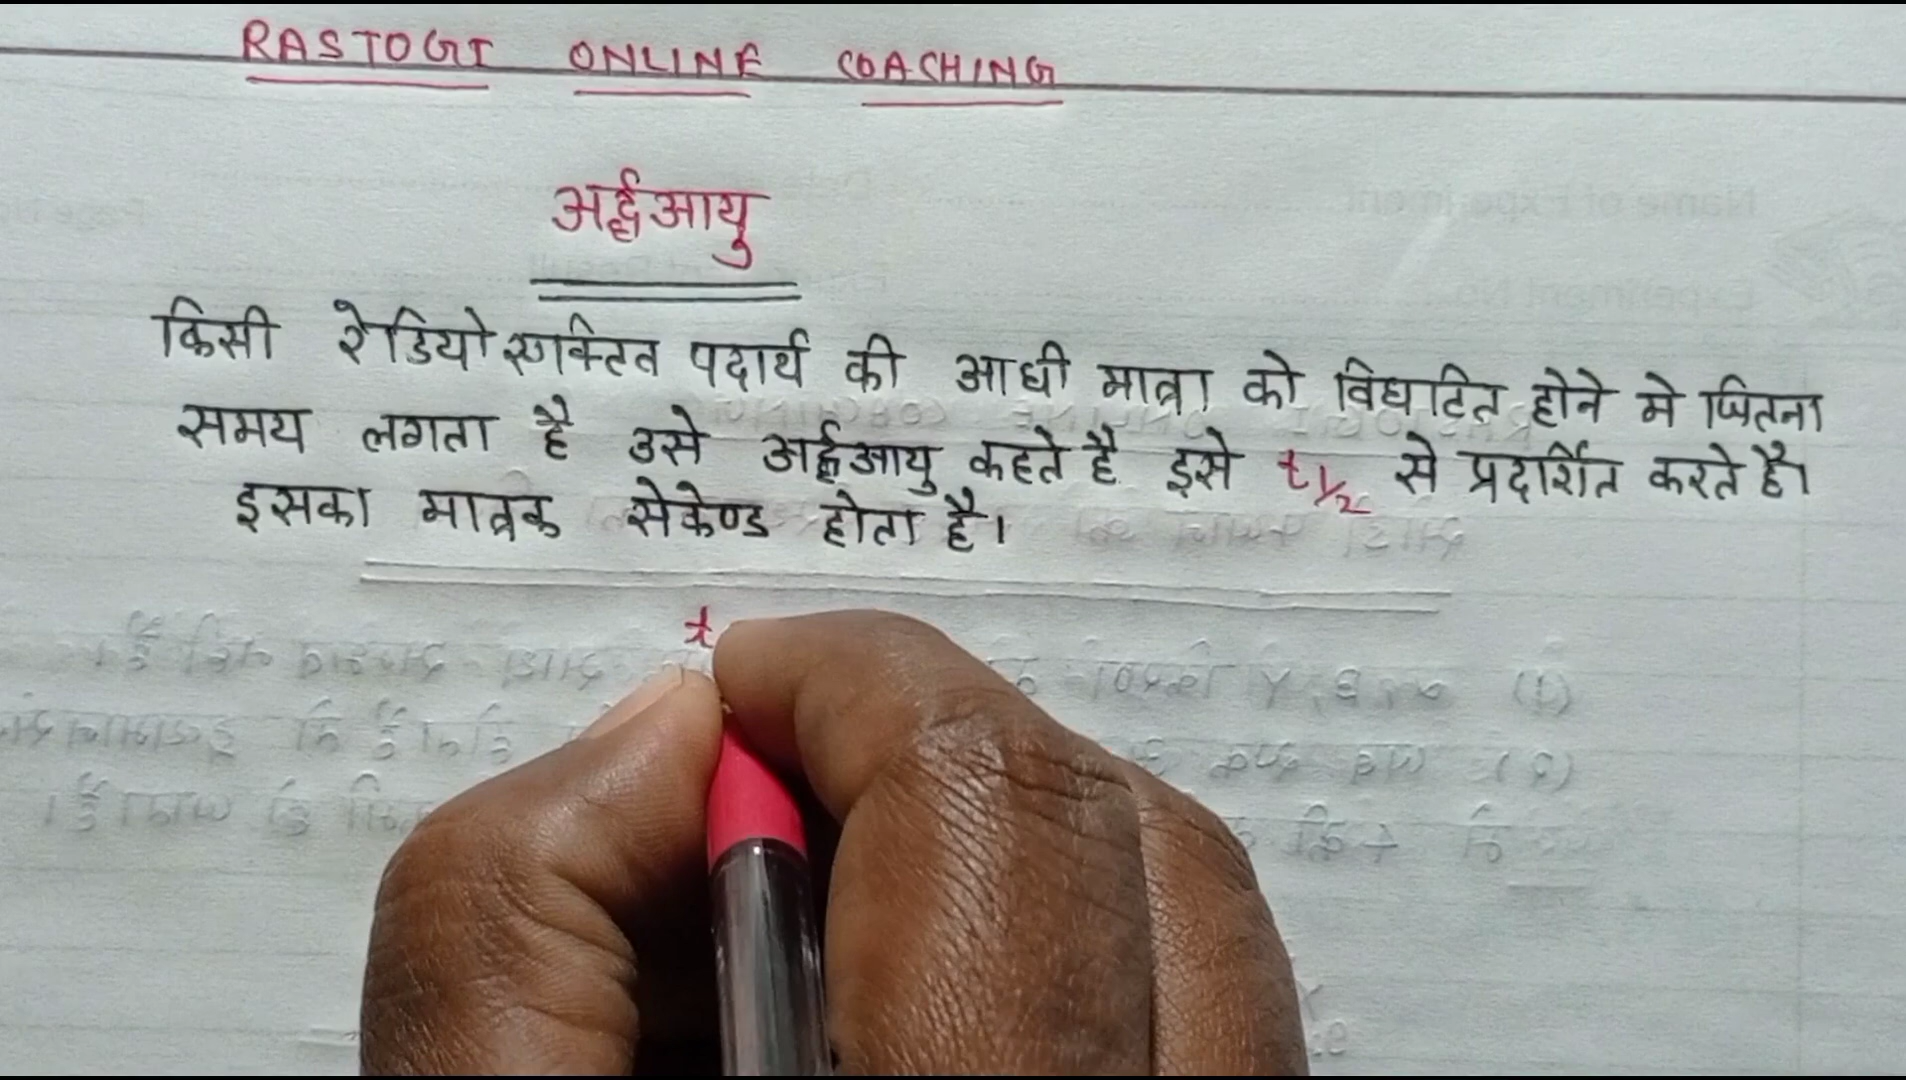 RASTOGI ONLINE COACHING
अर्द्धआयु
किसी रेडियो एक्टिव पदार्थ की आधी मात्रा को विघटित होने मे जितना
समय लगता है उसे अर्द्धआयु कहते है इसे t1/2 से प्रदर्शित करते है।
इसका मात्रक सेकेण्ड होता है।
t